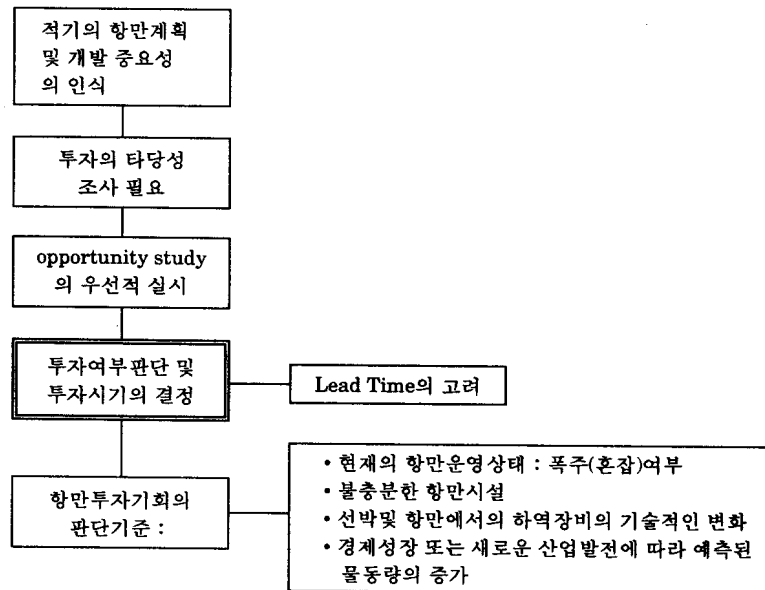 적기의 항만계획
및 개발 중요성
의 인식
투자의 타당성
조사 필요
opportunity study
의 우선적 실시
투자여부판단 및
투자시기의 결정
Lead Time의 고려
항만투자기회의
판단기준 :
• 현재의 항만운영상태 : 폭주(혼잡)여부
• 불충분한 항만시설
• 선박및 항만에서의 하역장비의 기술적인 변화
• 경제성장 또는 새로운 산업발전에 따라 예측된
물동량의 증가